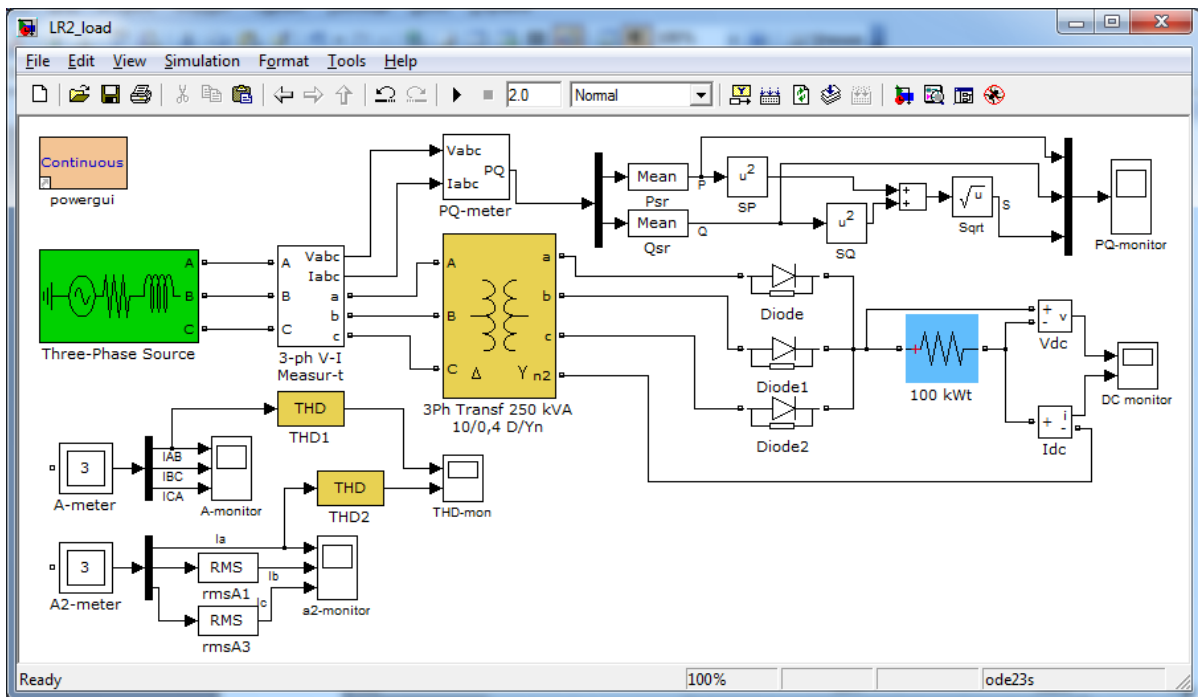 LR2_load
File Edit View Simulation Format Tools Help
2.0 Normal
Continuous
powergui
Vabc
Iabc
PQ
PQ-meter
Mean
Psr
P
u²
SP
Mean
Qsr
Q
u²
SQ
+
+
√u
Sqrt
S
PQ-monitor
A
B
C
Three-Phase Source
A
B
C
Vabc
Iabc
a
b
c
3-ph V-I
Measur-t
A
B
C
Δ
Y
a
b
c
n2
3Ph Transf 250 kVA
10/0,4 D/Yn
Diode
Diode1
Diode2
+
100 kWt
+
-
v
Vdc
+
i
-
Idc
DC monitor
THD
THD1
3
A-meter
IAB
IBC
ICA
A-monitor
THD
THD2
THD-mon
3
A2-meter
Ia
RMS
rmsA1
Ib
RMS
rmsA3
Ic
a2-monitor
Ready 100% ode23s